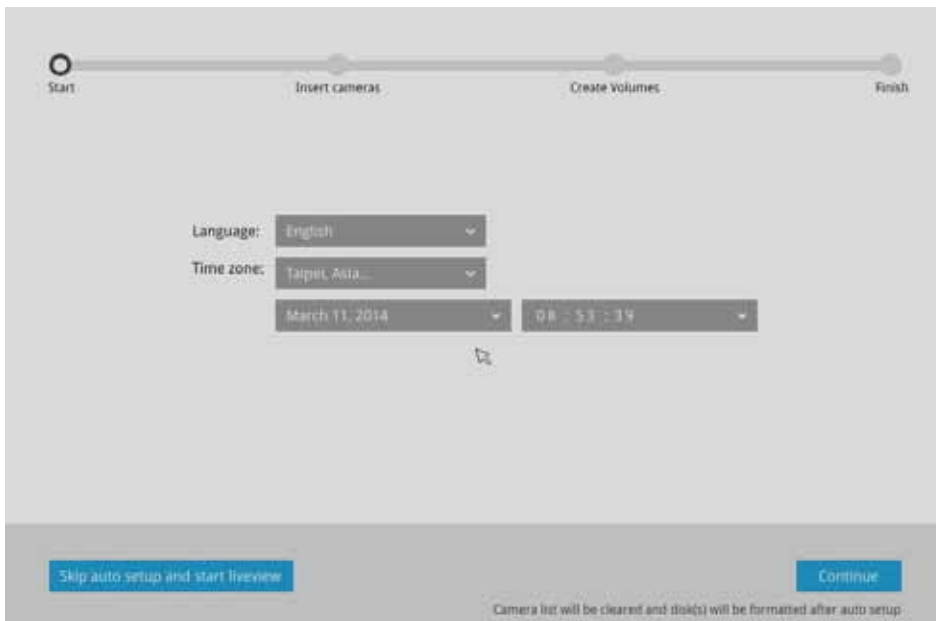 Start Insert cameras Create Volumes Finish
Language: English
Time zone: Taipei, Asia...
March 11, 2014 08 : 53 : 39
Skip auto setup and start liveview Continue
Camera list will be cleared and disk(s) will be formatted after auto setup